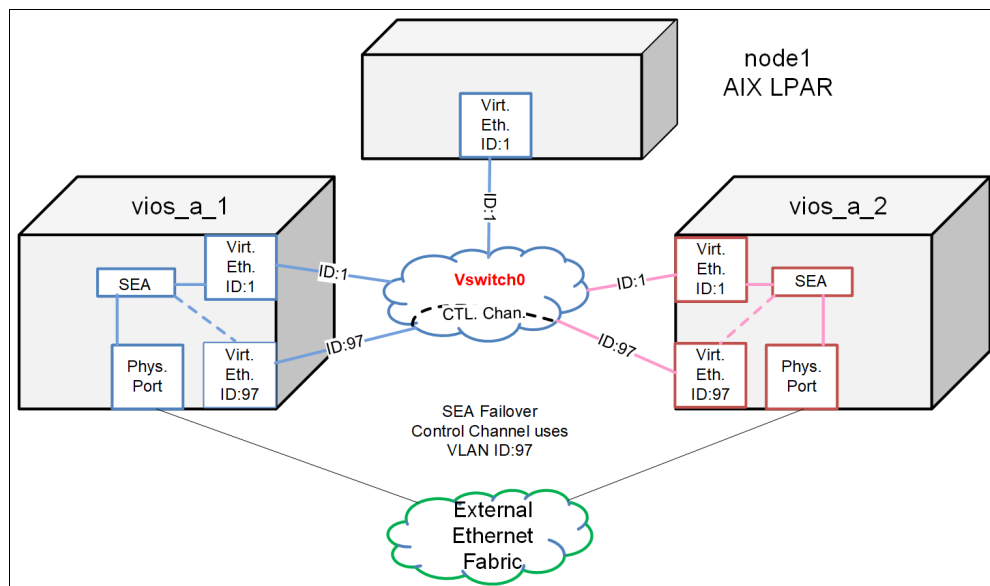 node1
AIX LPAR
Virt.
Eth.
ID:1
ID:1
vios_a_1
Virt.
Eth.
ID:1
SEA
Phys.
Port
Virt.
Eth.
ID:97
ID:1
ID:97
Vswitch0
CTL. Chan.
vios_a_2
ID:1
ID:97
Virt.
Eth.
ID:1
SEA
Virt.
Eth.
ID:97
Phys.
Port
SEA Failover
Control Channel uses
VLAN ID:97
External
Ethernet
Fabric